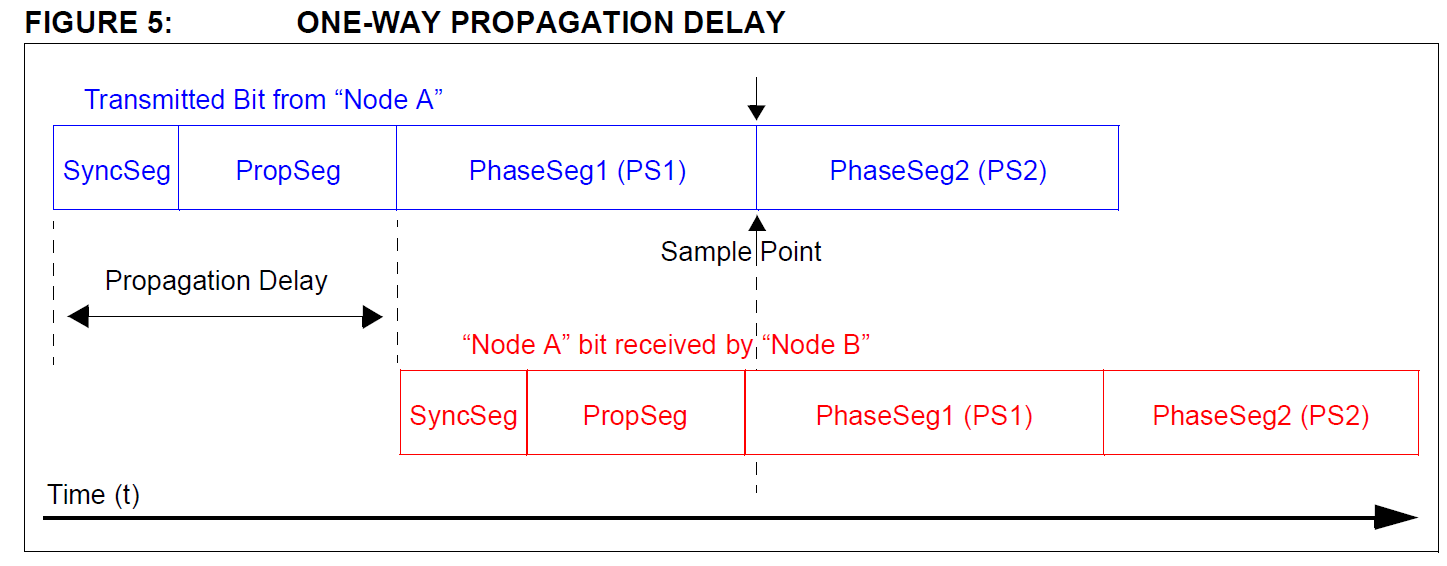 FIGURE 5: ONE-WAY PROPAGATION DELAY
Transmitted Bit from “Node A”
SyncSeg PropSeg PhaseSeg1 (PS1) PhaseSeg2 (PS2)
Sample Point
Propagation Delay
“Node A” bit received by “Node B”
SyncSeg PropSeg PhaseSeg1 (PS1) PhaseSeg2 (PS2)
Time (t)